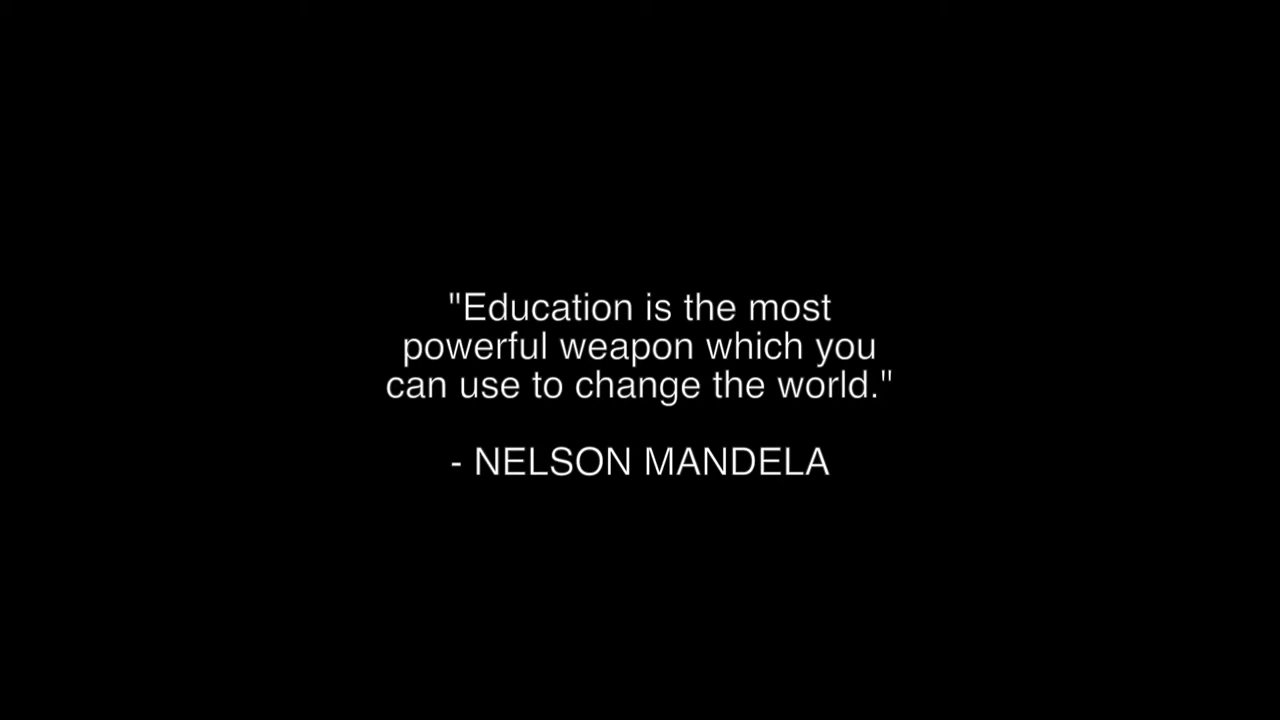 "Education is the most
powerful weapon which you
can use to change the world."
- NELSON MANDELA